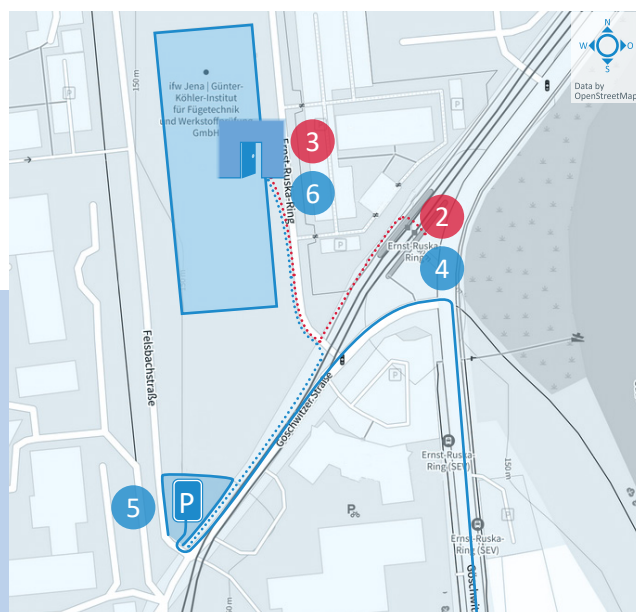 N
W
O
S
Data by
OpenStreetMap
150 m
P
P
ifw Jena | Günter-
Köhler-Institut
für Fügetechnik
und Werkstoffprüfung
GmbH
3
Ernst-Ruska-Ring
6
2
P
Ernst-Ruska-
Ring
4
Felsbachstraße
P
Göschwitzer Straße
Ernst-Ruska-
Ring (SEV)
150 m
5
P
P
P
Ernst-Ruska-
Ring (SEV)
50 m